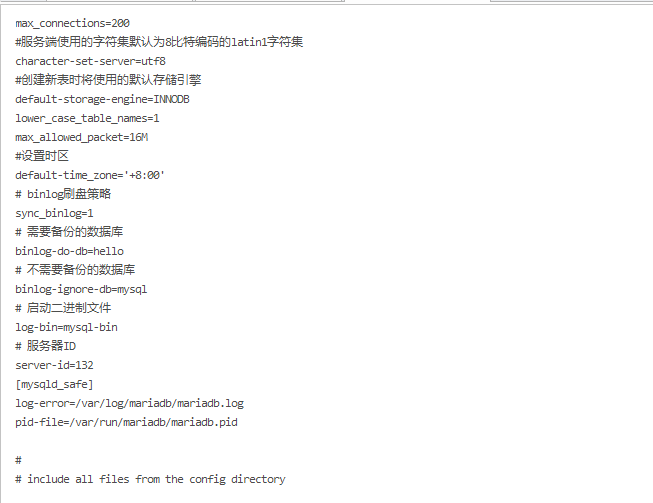 max_connections=200
#服务端使用的字符集默认为8比特编码的latin1字符集
character-set-server=utf8
#创建新表时将使用的默认存储引擎
default-storage-engine=INNODB
lower_case_table_names=1
max_allowed_packet=16M
#设置时区
default-time_zone='+8:00'
# binlog刷盘策略
sync_binlog=1
# 需要备份的数据库
binlog-do-db=hello
# 不需要备份的数据库
binlog-ignore-db=mysql
# 启动二进制文件
log-bin=mysql-bin
# 服务器ID
server-id=132
[mysqld_safe]
log-error=/var/log/mariadb/mariadb.log
pid-file=/var/run/mariadb/mariadb.pid
#
# include all files from the config directory